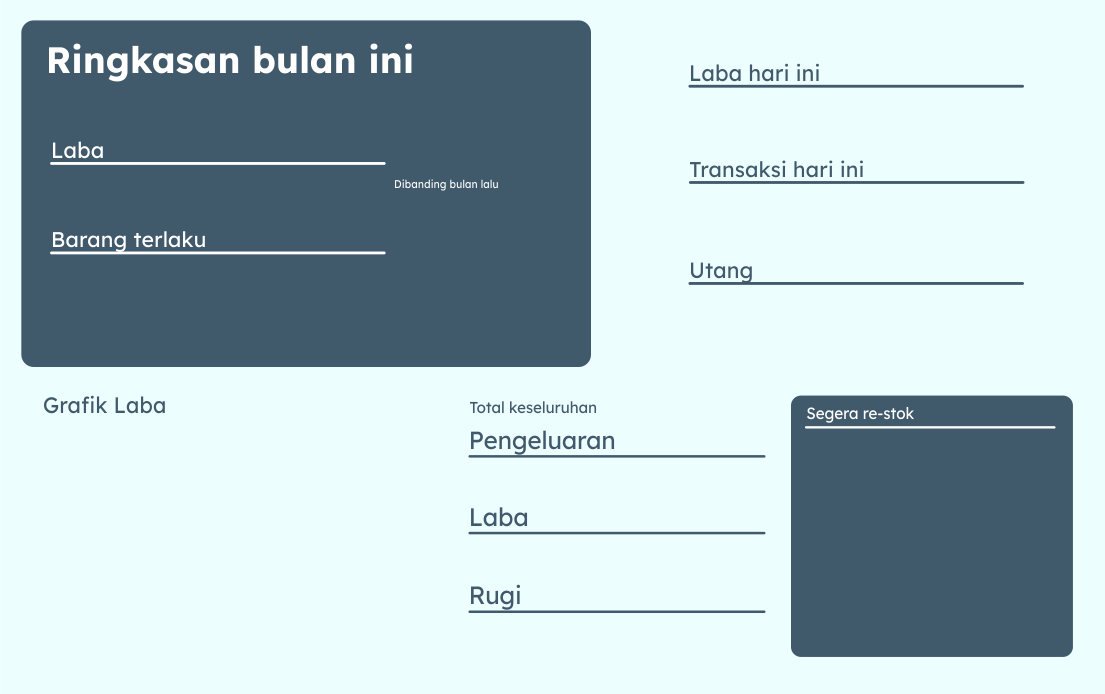 Ringkasan bulan ini
Laba
Dibanding bulan lalu
Barang terlaku
Laba hari ini
Transaksi hari ini
Utang
Grafik Laba
Total keseluruhan
Pengeluaran
Laba
Rugi
Segera re-stok